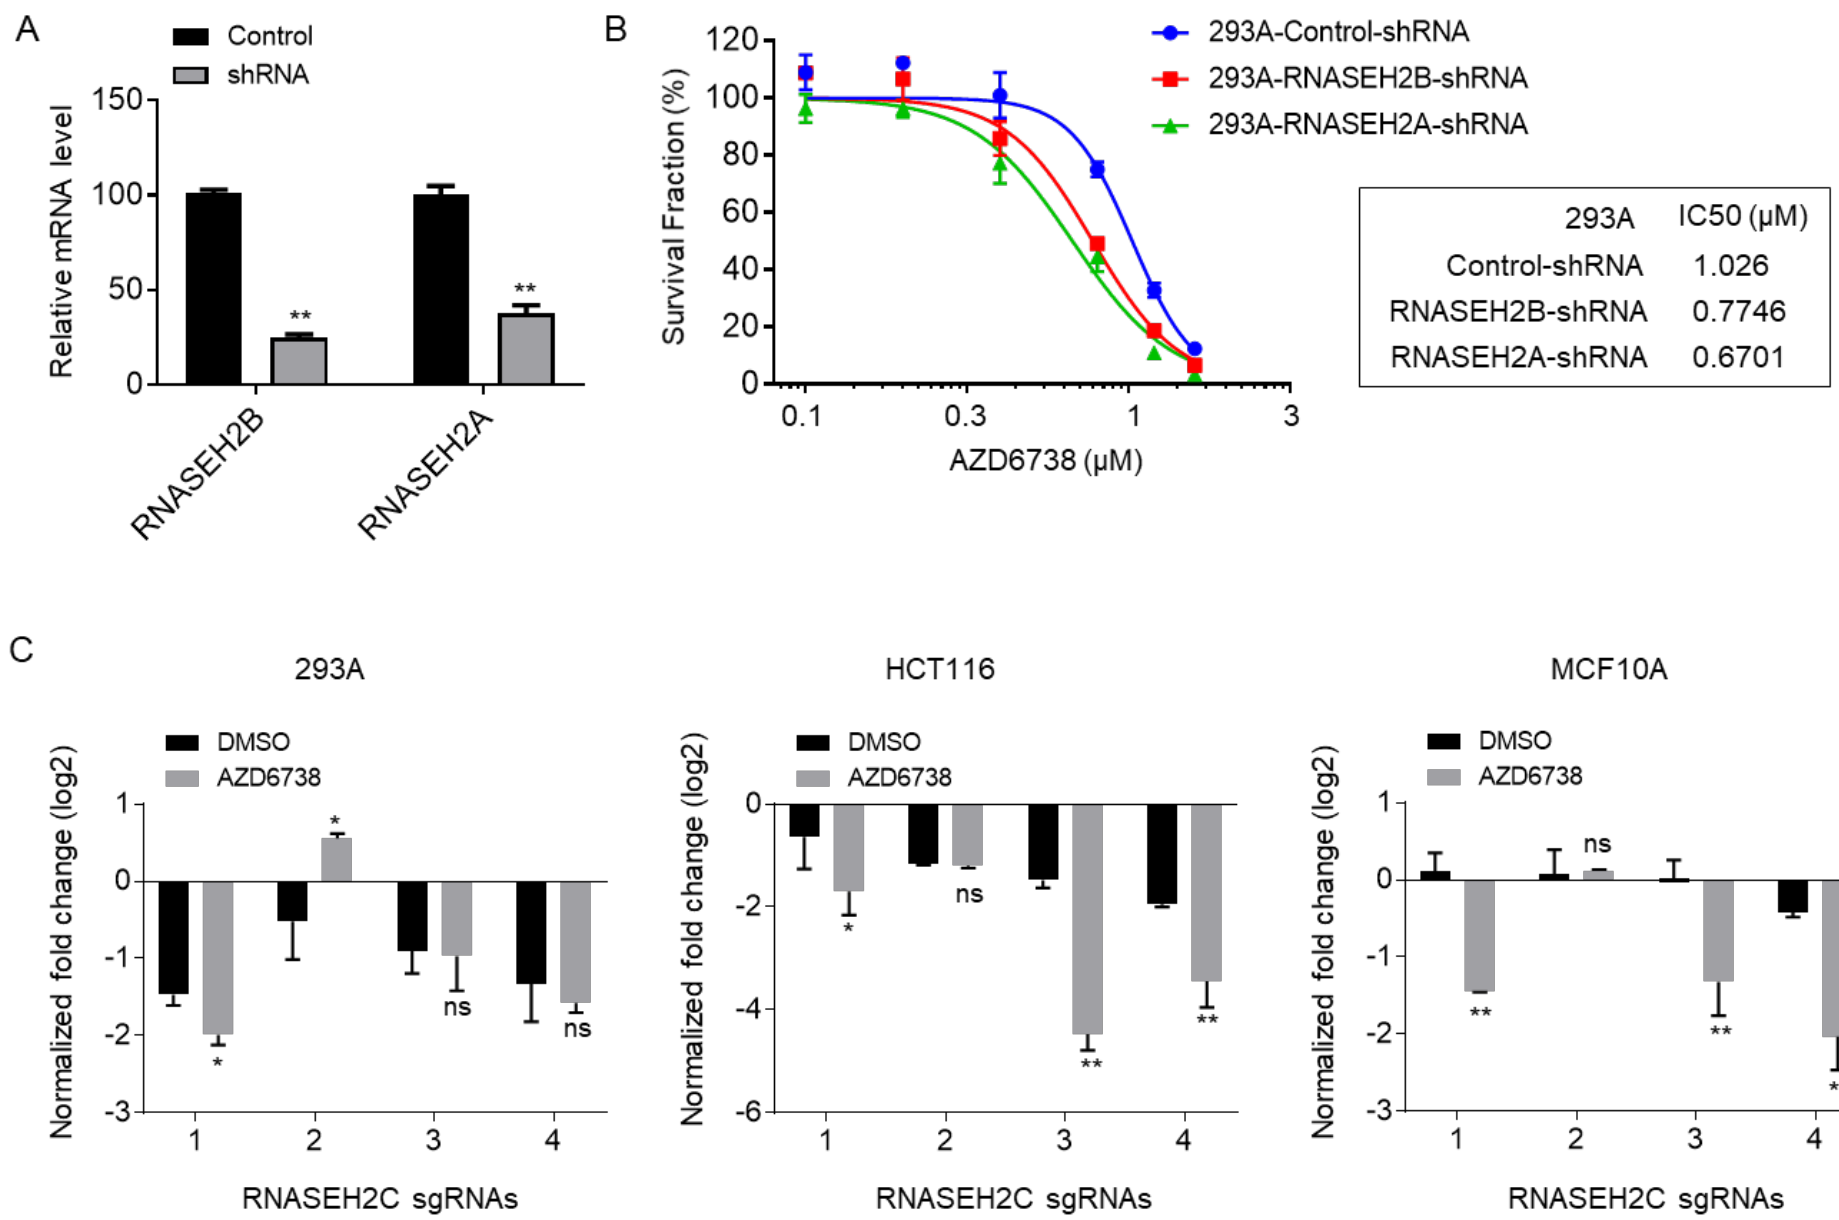 A
Control
shRNA
Relative mRNA level
150
100
50
0
**
**
RNASEH2B
RNASEH2A
B
293A-Control-shRNA
293A-RNASEH2B-shRNA
293A-RNASEH2A-shRNA
Survival Fraction (%)
120
100
80
60
40
20
0
0.1 0.3 1 3
AZD6738 (µM)
293A IC50 (µM)
Control-shRNA 1.026
RNASEH2B-shRNA 0.7746
RNASEH2A-shRNA 0.6701
C
293A
DMSO
AZD6738
Normalized fold change (log2)
1
0
-1
-2
-3
*
*
ns
ns
1 2 3 4
RNASEH2C sgRNAs
HCT116
DMSO
AZD6738
Normalized fold change (log2)
0
-2
-4
-6
*
ns
**
**
1 2 3 4
RNASEH2C sgRNAs
MCF10A
DMSO
AZD6738
Normalized fold change (log2)
1
0
-1
-2
-3
**
ns
**
*
1 2 3 4
RNASEH2C sgRNAs